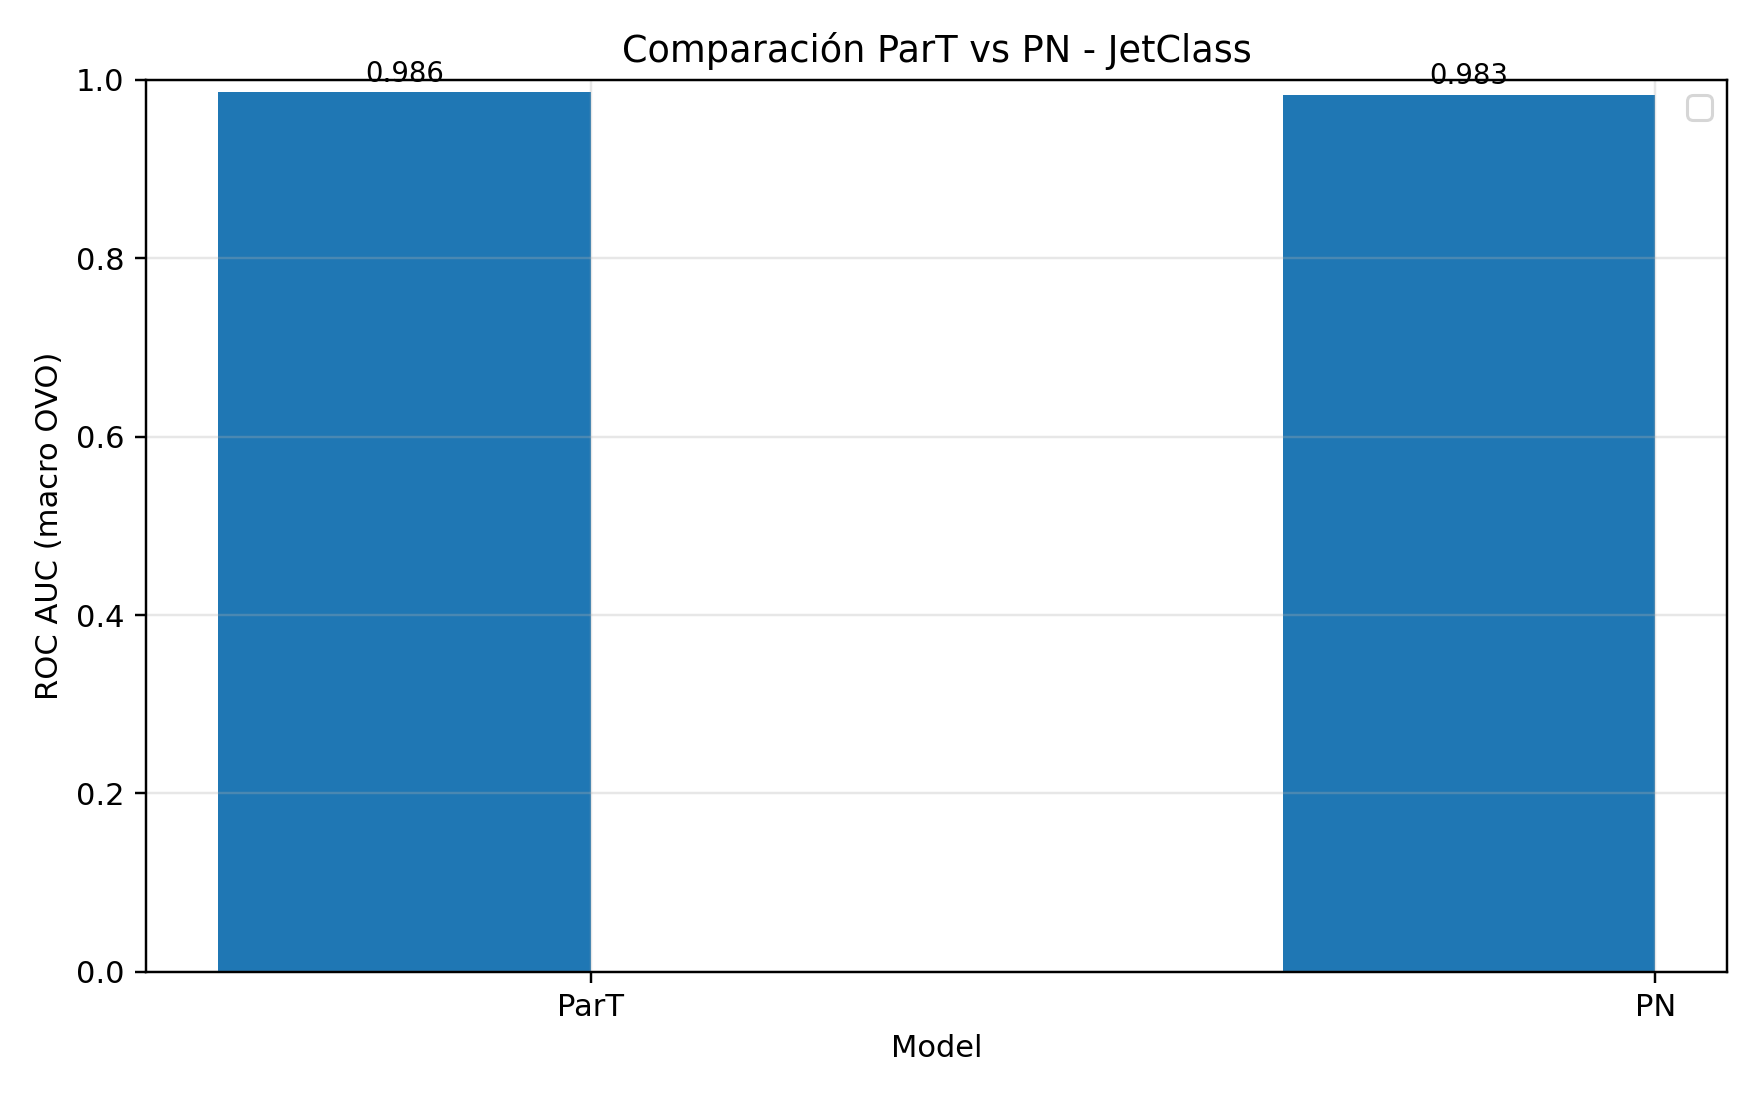 Comparación ParT vs PN - JetClass
0.986
0.983
1.0
0.8
0.6
0.4
0.2
0.0
ROC AUC (macro OVO)
ParT
PN
Model